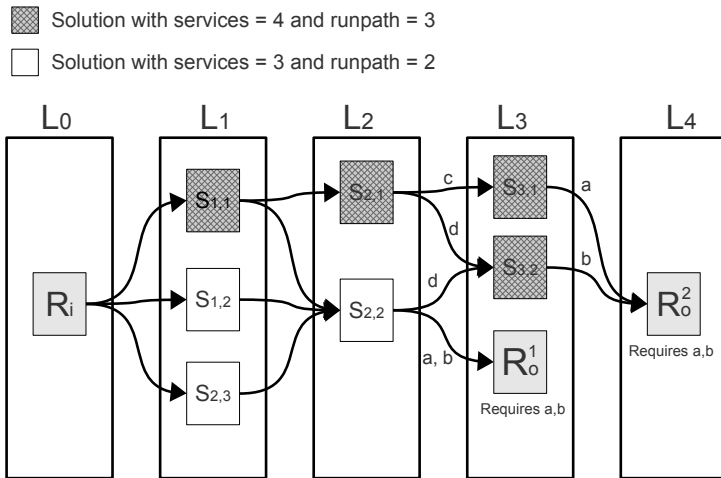 Solution with services = 4 and runpath = 3
Solution with services = 3 and runpath = 2
L0 L1 L2 L3 L4
S1,1 S2,1 c S3,1 a
d
S3,2 b
Ri S1,2 d S2,2 R²o
Requires a,b
S2,3 a, b R¹o
Requires a,b